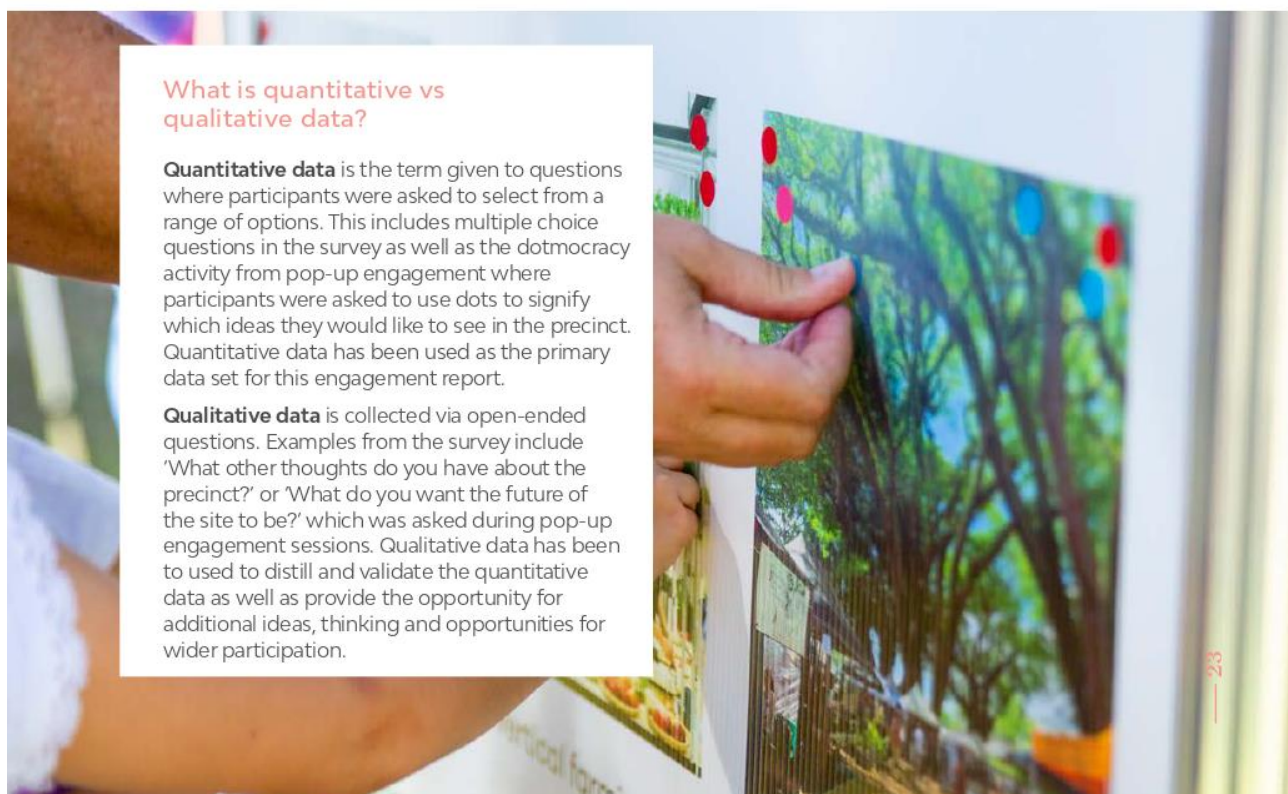 What is quantitative vs
qualitative data?
Quantitative data is the term given to questions
where participants were asked to select from a
range of options. This includes multiple choice
questions in the survey as well as the dotmocracy
activity from pop-up engagement where
participants were asked to use dots to signify
which ideas they would like to see in the precinct.
Quantitative data has been used as the primary
data set for this engagement report.
Qualitative data is collected via open-ended
questions. Examples from the survey include
‘What other thoughts do you have about the
precinct?’ or ‘What do you want the future of
the site to be?’ which was asked during pop-up
engagement sessions. Qualitative data has been
to used to distill and validate the quantitative
data as well as provide the opportunity for
additional ideas, thinking and opportunities for
wider participation.
23